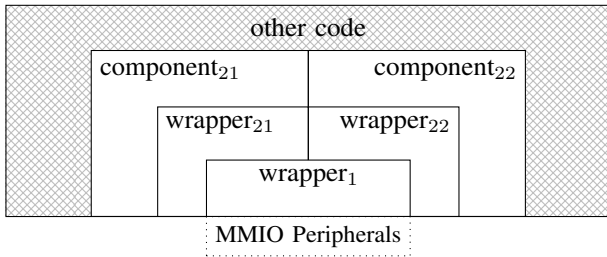 other code
component₂₁ component₂₂
wrapper₂₁ wrapper₂₂
wrapper₁
MMIO Peripherals